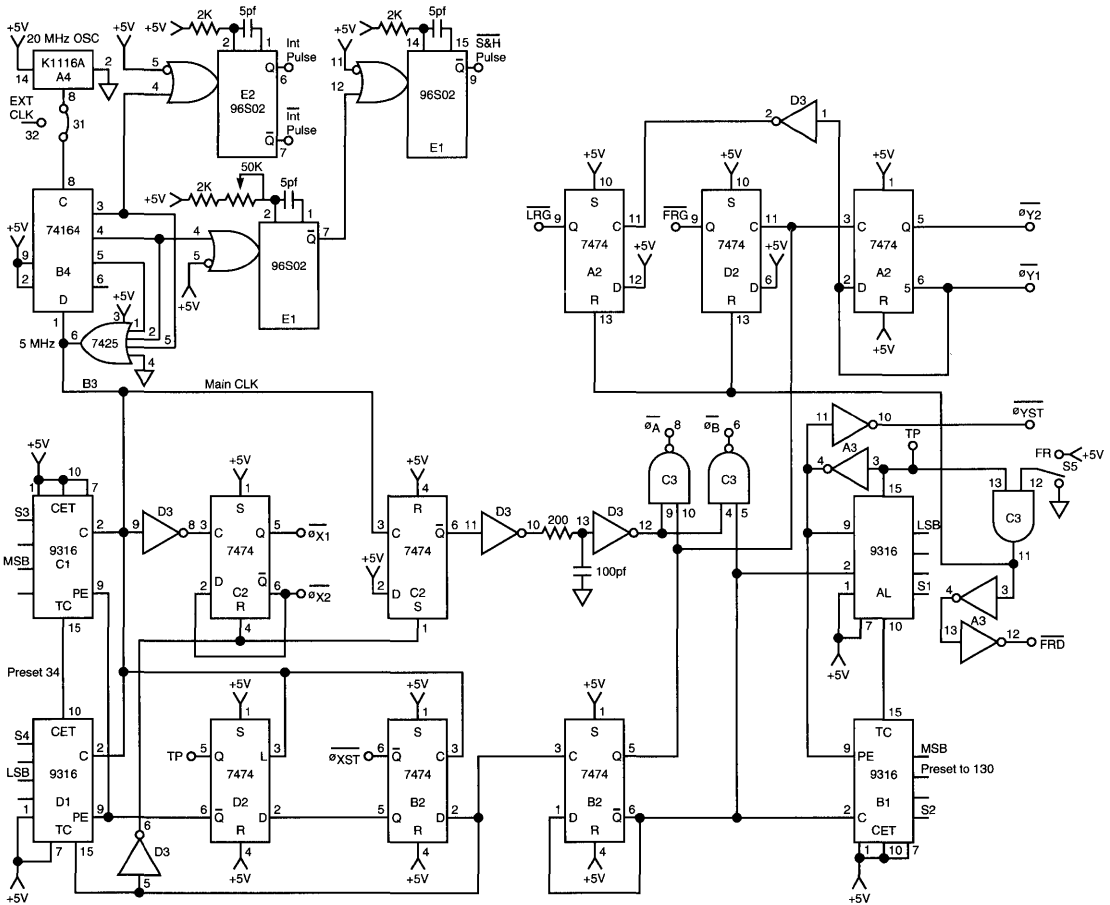 +5V 20 MHz OSC
14 K1116A 2
A4
8
EXT
CLK
32 31
+5V 2K 5pf
+5V 2 1 Int
Pulse
5 Q 6
4 E2
96S02
Int
Pulse
Q 7
+5V 2K 5pf
+5V 14 15 S&H
Pulse
11 Q 9
12 96S02
E1
8
C
3
74164
4
+5V
9 5
B4
2 6
D
1
+5V 2K 50K 5pf
2 1
4 Q 7
5 96S02
+5V
E1
+5V
3 1
6 7425 2
5
4
5 MHz
B3 Main CLK
D3
2 1
+5V +5V +5V
10 10 1
S S
LRG 9 Q C 11 FRG 9 Q C 11 3 C Q 5 øY2
7474 7474 +5V 7474
+5V
A2 D2 A2
D 12 D 6 2 D 5 6 øY1
R R R
13 13 +5V
øA 8 øB 6
C3 C3
9 10 4 5
11 10 øYST
A3 TP
4 3
FR +5V
S5
13 12
C3
11
+5V
10
1 7
CET
S3
C 2
9316
MSB C1
PE 9
TC
15
D3
9 8
+5V
1
S
3 C Q 5 øX1
7474
2 D Q 6 øX2
C2
R
4
+5V
4
R
3 C Q 6
7474
+5V
2 D C2
S
1
D3
11 10 200 13 D3 12
100pf
15
9 LSB
9316
2
1 AL S1
7 10
+5V
4 3
A3
13 12 FRD
Preset 34
10
CET
S4
C 2
9316
LSB
D1
1 PE 9
TC
7 15
+5V
6
D3
5
+5V
1
S
TP 5 Q L 3
7474
D2
6 Q D 2
R
4
+5V
+5V
1
S
øXST 6 Q C 3
7474
B2
5 Q D 2
R
4
+5V
+5V
1
S
3 C Q 5
7474
B2
1 D Q 6
R
4
+5V
15
TC
9 PE MSB
9316 Preset to 130
B1 S2
2 C
CET
1 10 7
+5V